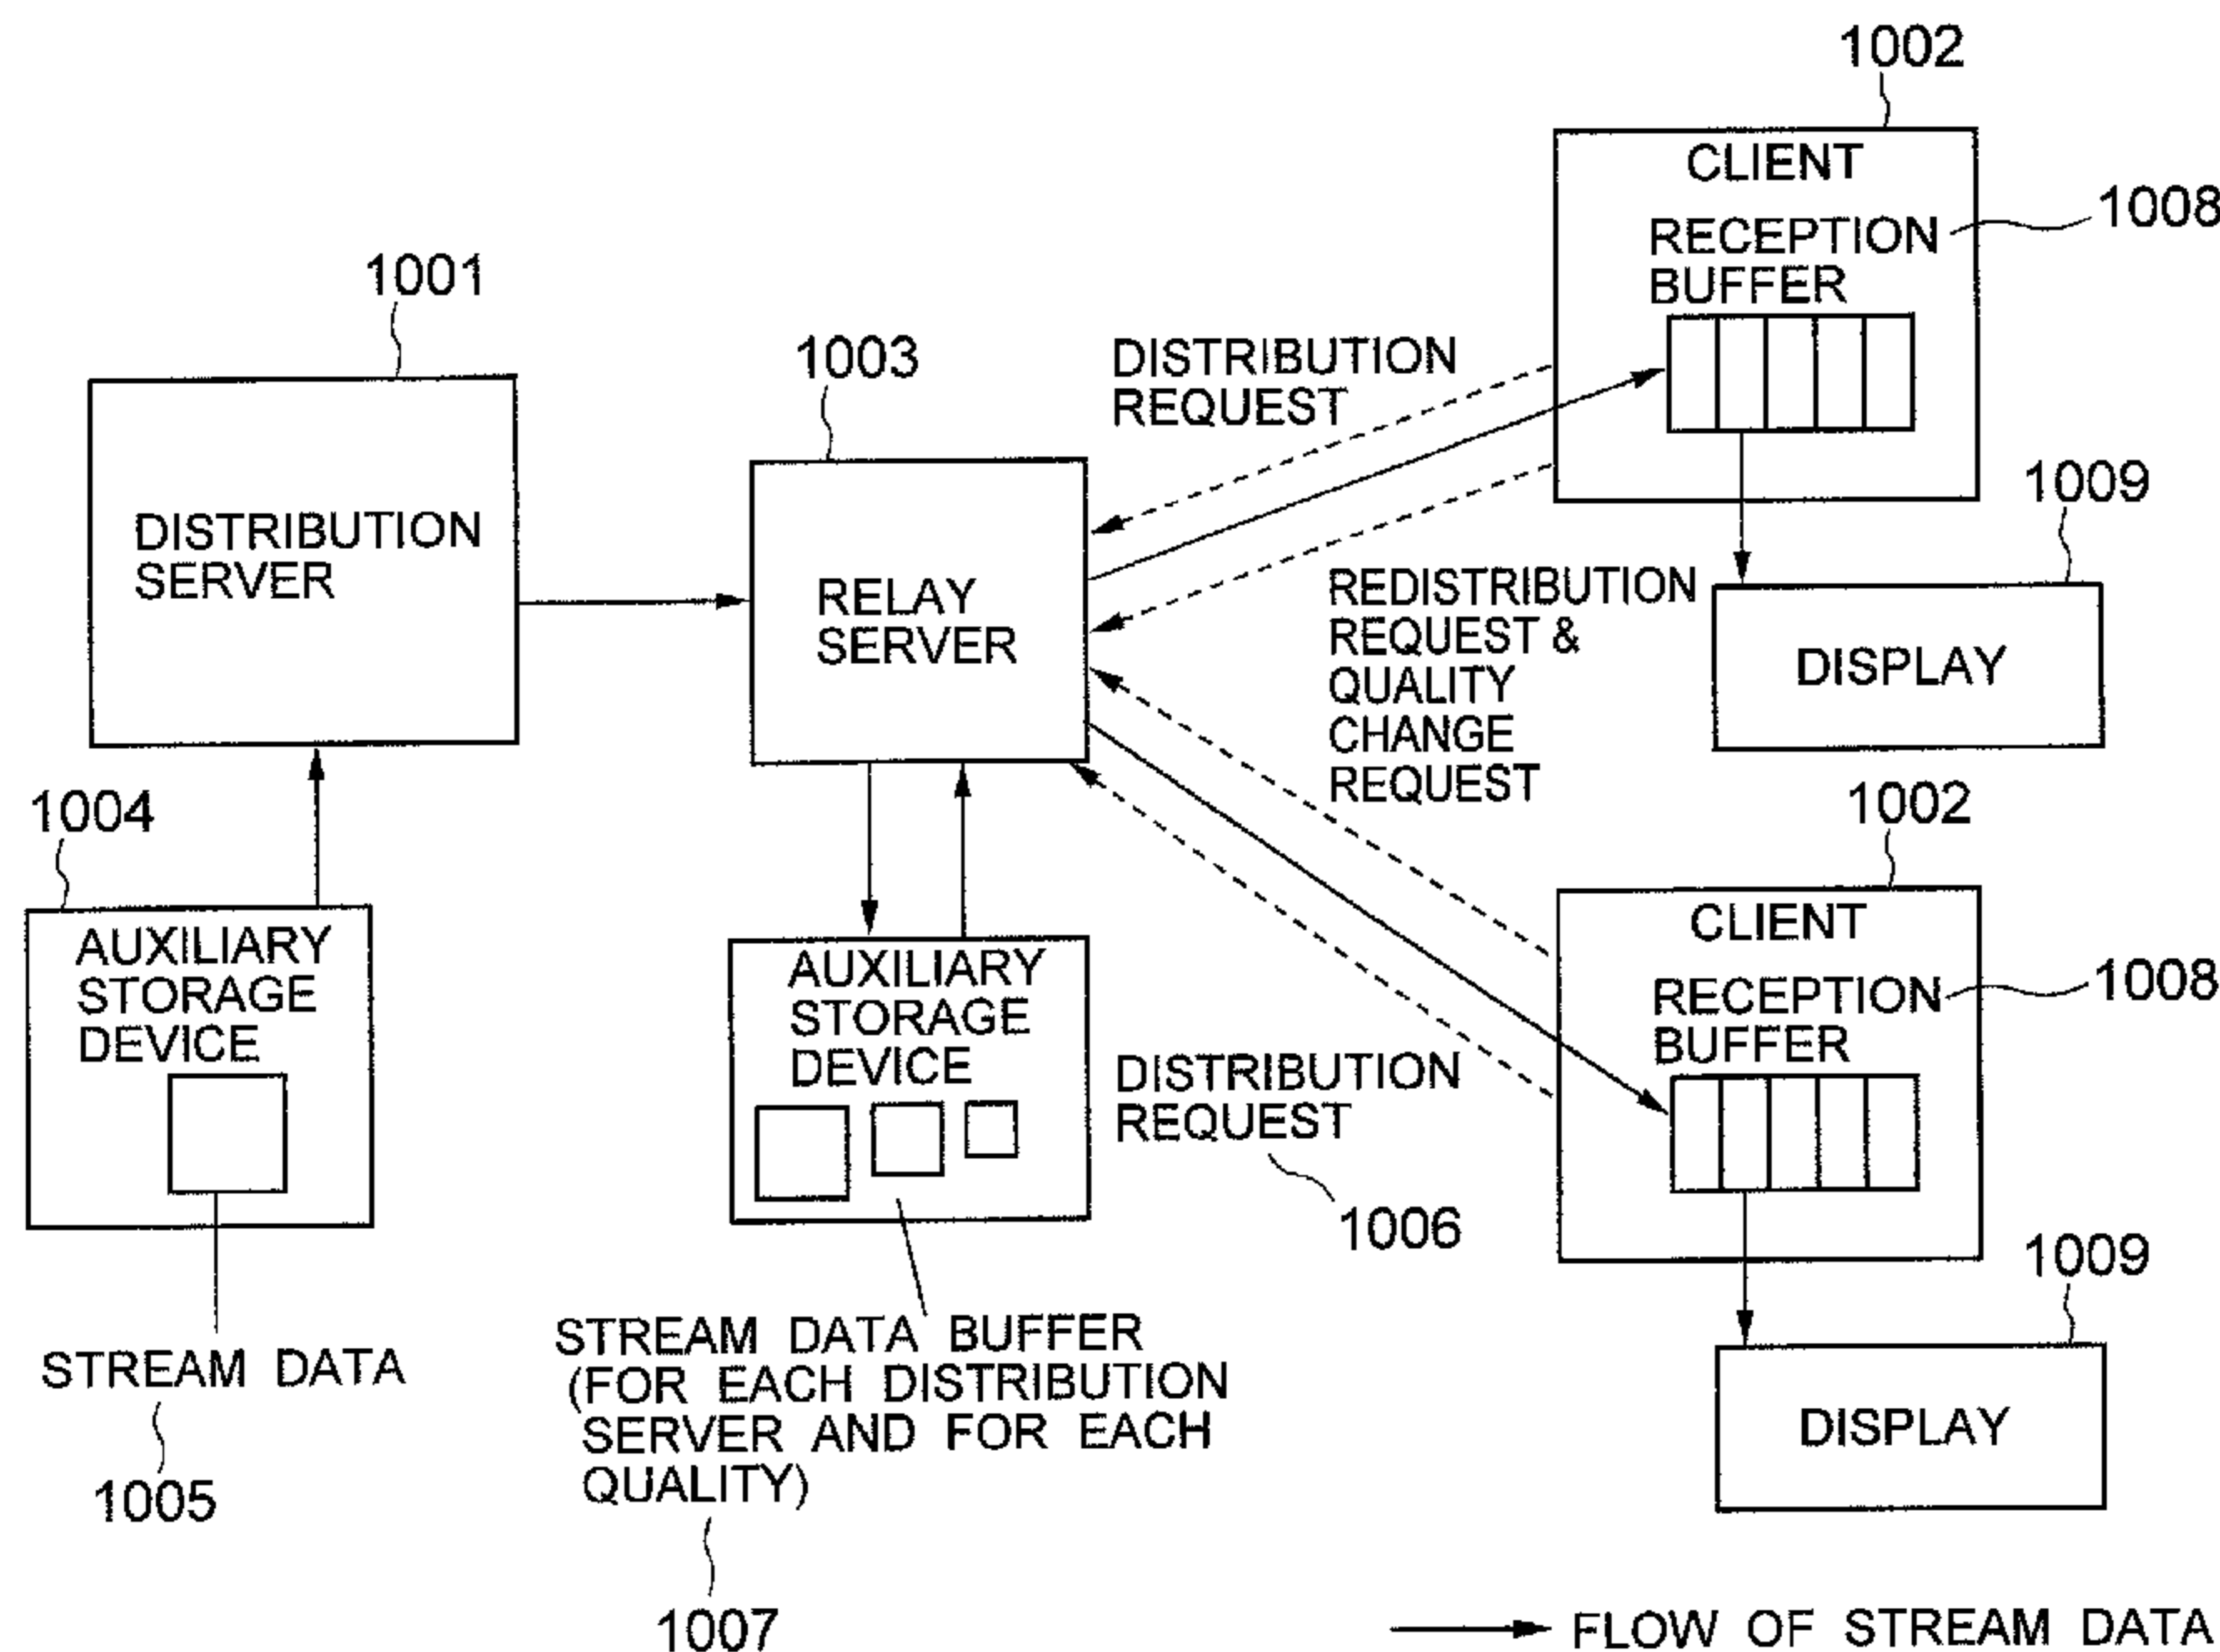 1002
CLIENT
RECEPTION
BUFFER
1008
1001
1003
DISTRIBUTION
REQUEST
1009
DISTRIBUTION
SERVER
RELAY
SERVER
REDISTRIBUTION
REQUEST &
QUALITY
CHANGE
REQUEST
DISPLAY
1004
1002
AUXILIARY
STORAGE
DEVICE
AUXILIARY
STORAGE
DEVICE
CLIENT
RECEPTION
BUFFER
1008
DISTRIBUTION
REQUEST
1006
1009
STREAM DATA
1005
STREAM DATA BUFFER
(FOR EACH DISTRIBUTION
SERVER AND FOR EACH
QUALITY)
1007
DISPLAY
FLOW OF STREAM DATA